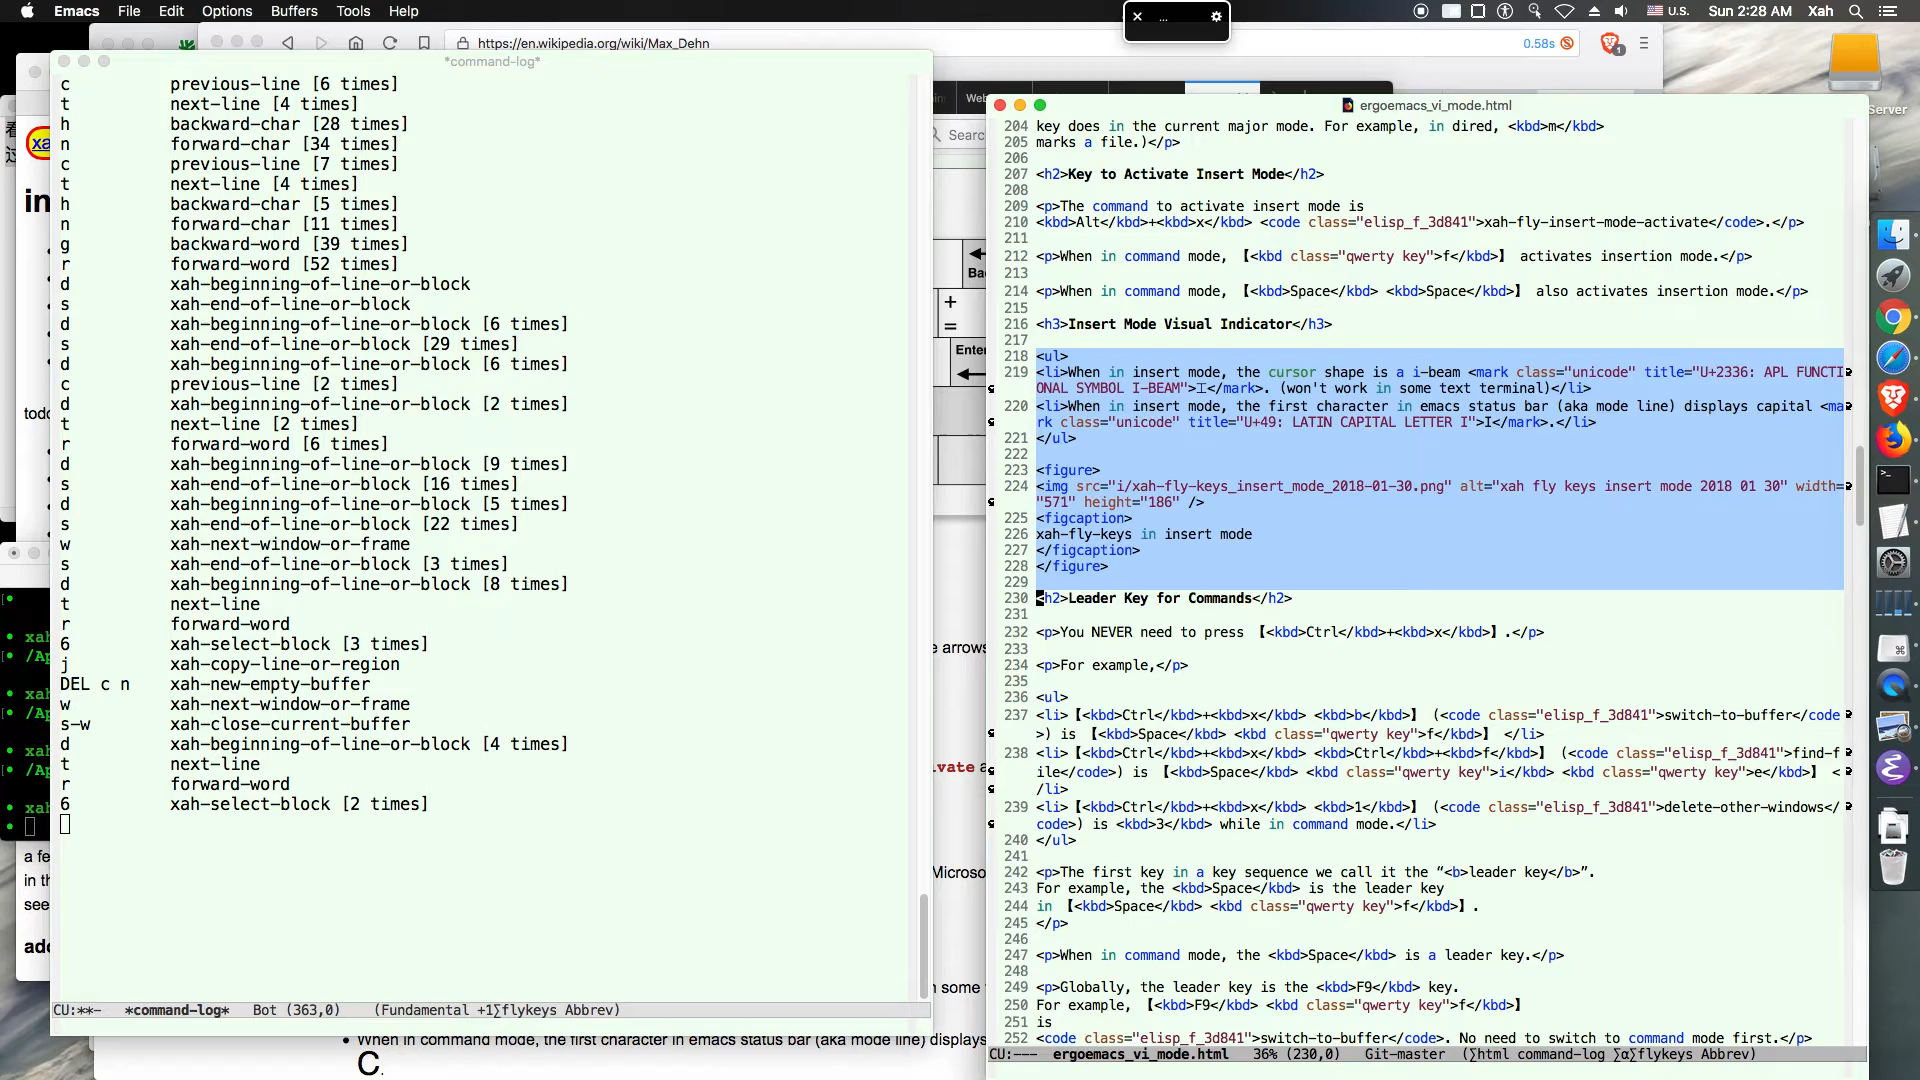 Emacs File Edit Options Buffers Tools Help
... U.S. Sun 2:28 AM Xah
https://en.wikipedia.org/wiki/Max_Dehn 0.58s
*command-log*
c previous-line [6 times]
t next-line [4 times]
h backward-char [28 times]
n forward-char [34 times]
c previous-line [7 times]
t next-line [4 times]
h backward-char [5 times]
n forward-char [11 times]
g backward-word [39 times]
r forward-word [52 times]
d xah-beginning-of-line-or-block
s xah-end-of-line-or-block
d xah-beginning-of-line-or-block [6 times]
s xah-end-of-line-or-block [29 times]
d xah-beginning-of-line-or-block [6 times]
c previous-line [2 times]
d xah-beginning-of-line-or-block [2 times]
t next-line [2 times]
r forward-word [6 times]
d xah-beginning-of-line-or-block [9 times]
s xah-end-of-line-or-block [16 times]
d xah-beginning-of-line-or-block [5 times]
s xah-end-of-line-or-block [22 times]
w xah-next-window-or-frame
s xah-end-of-line-or-block [3 times]
d xah-beginning-of-line-or-block [8 times]
t next-line
r forward-word
6 xah-select-block [3 times]
j xah-copy-line-or-region
DEL c n xah-new-empty-buffer
w xah-next-window-or-frame
s-w xah-close-current-buffer
d xah-beginning-of-line-or-block [4 times]
t next-line
r forward-word
6 xah-select-block [2 times]
CU:**- *command-log* Bot (363,0) (Fundamental +1∑flykeys Abbrev)
ergoemacs_vi_mode.html
204 key does in the current major mode. For example, in dired, <kbd>m</kbd>
205 marks a file.)</p>
206
207 <h2>Key to Activate Insert Mode</h2>
208
209 <p>The command to activate insert mode is
210 <kbd>Alt</kbd>+<kbd>x</kbd> <code class="elisp_f_3d841">xah-fly-insert-mode-activate</code>.</p>
211
212 <p>When in command mode, 【<kbd class="qwerty key">f</kbd>】 activates insertion mode.</p>
213
214 <p>When in command mode, 【<kbd>Space</kbd> <kbd>Space</kbd>】 also activates insertion mode.</p>
215
216 <h3>Insert Mode Visual Indicator</h3>
217
218 <ul>
219 <li>When in insert mode, the cursor shape is a i-beam <mark class="unicode" title="U+2336: APL FUNCTI
ONAL SYMBOL I-BEAM">⌶</mark>. (won't work in some text terminal)</li>
220 <li>When in insert mode, the first character in emacs status bar (aka mode line) displays capital <ma
rk class="unicode" title="U+49: LATIN CAPITAL LETTER I">I</mark>.</li>
221 </ul>
222
223 <figure>
224 <img src="i/xah-fly-keys_insert_mode_2018-01-30.png" alt="xah fly keys insert mode 2018 01 30" width=
"571" height="186" />
225 <figcaption>
226 xah-fly-keys in insert mode
227 </figcaption>
228 </figure>
229
230 <h2>Leader Key for Commands</h2>
231
232 <p>You NEVER need to press 【<kbd>Ctrl</kbd>+<kbd>x</kbd>】.</p>
233
234 <p>For example,</p>
235
236 <ul>
237 <li>【<kbd>Ctrl</kbd>+<kbd>x</kbd> <kbd>b</kbd>】 (<code class="elisp_f_3d841">switch-to-buffer</code
>) is 【<kbd>Space</kbd> <kbd class="qwerty key">f</kbd>】 </li>
238 <li>【<kbd>Ctrl</kbd>+<kbd>x</kbd> <kbd>Ctrl</kbd>+<kbd>f</kbd>】 (<code class="elisp_f_3d841">find-f
ile</code>) is 【<kbd>Space</kbd> <kbd class="qwerty key">i</kbd> <kbd class="qwerty key">e</kbd>】 <
/li>
239 <li>【<kbd>Ctrl</kbd>+<kbd>x</kbd> <kbd>1</kbd>】 (<code class="elisp_f_3d841">delete-other-windows</
code>) is <kbd>3</kbd> while in command mode.</li>
240 </ul>
241
242 <p>The first key in a key sequence we call it the “<b>leader key</b>”.
243 For example, the <kbd>Space</kbd> is the leader key
244 in 【<kbd>Space</kbd> <kbd class="qwerty key">f</kbd>】.
245 </p>
246
247 <p>When in command mode, the <kbd>Space</kbd> is a leader key.</p>
248
249 <p>Globally, the leader key is the <kbd>F9</kbd> key.
250 For example, 【<kbd>F9</kbd> <kbd class="qwerty key">f</kbd>】
251 is
252 <code class="elisp_f_3d841">switch-to-buffer</code>. No need to switch to command mode first.</p>
CU:--- ergoemacs_vi_mode.html 36% (230,0) Git-master (∑html command-log ∑α∑flykeys Abbrev)
Server
Web
Searc
Ba
+
=
Enter
in
todo
xah
/Ap
xah
/Ap
xah
/Ap
xah
a fe
in th
see
add
e arrows
ivate a
Microso
n some
When in command mode, the first character in emacs status bar (aka mode line) displays
C.